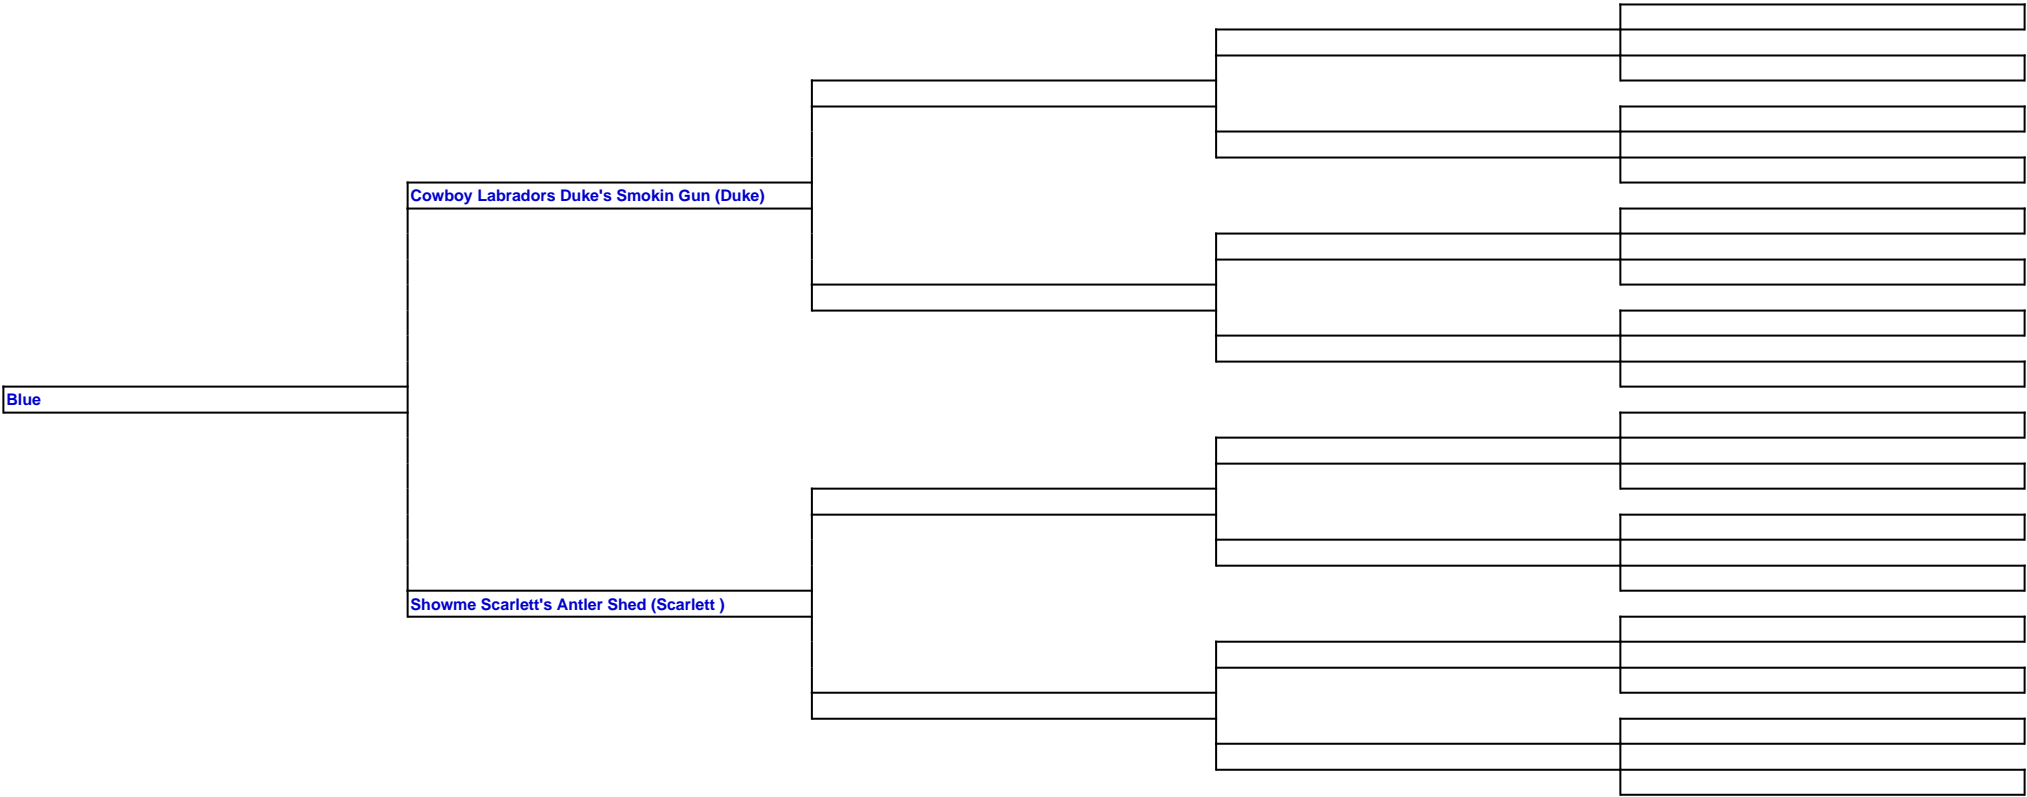 Cowboy Labradors Duke's Smokin Gun (Duke)
Blue
Showme Scarlett's Antler Shed (Scarlett )